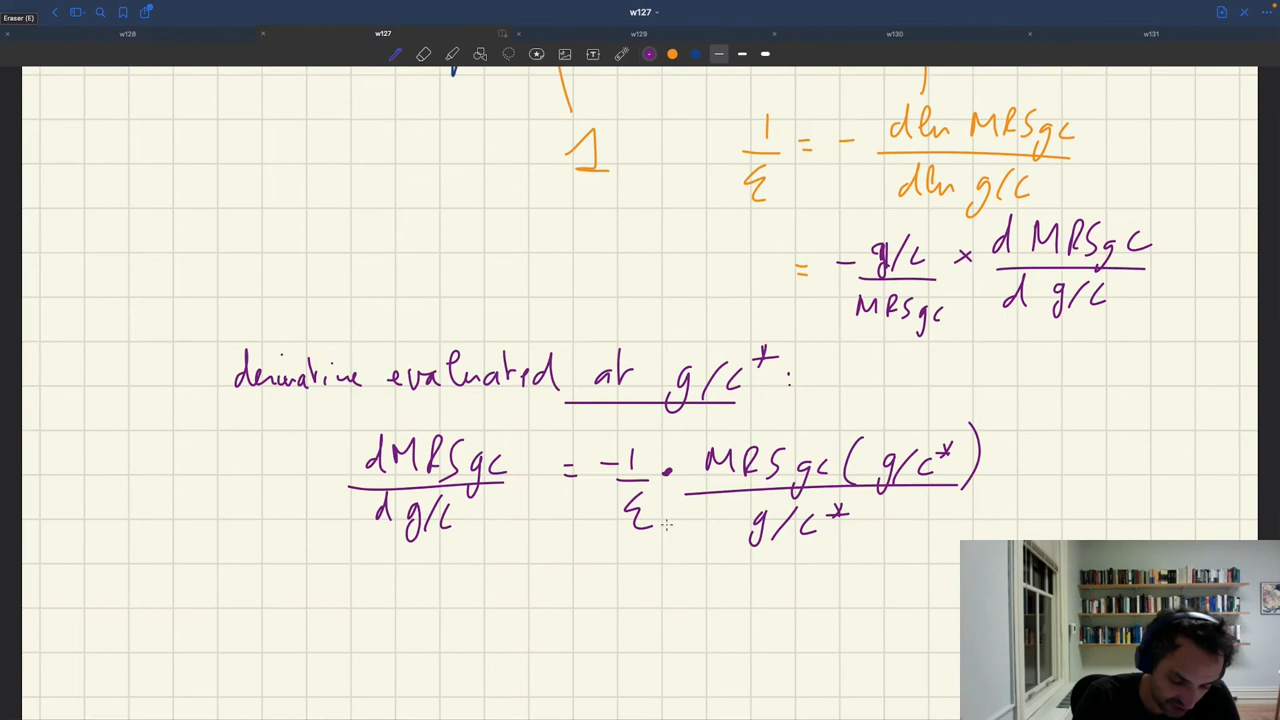 w127
Eraser (E)
w128 w127 w129 w130 w131
1
1/ε = - dln MRSgc / dln g/c
= - g/c / MRSgc × d MRSgc / d g/c
derivative evaluated at g/c* :
dMRSgc / d g/c = -1/ε · MRSgc(g/c*) / g/c*